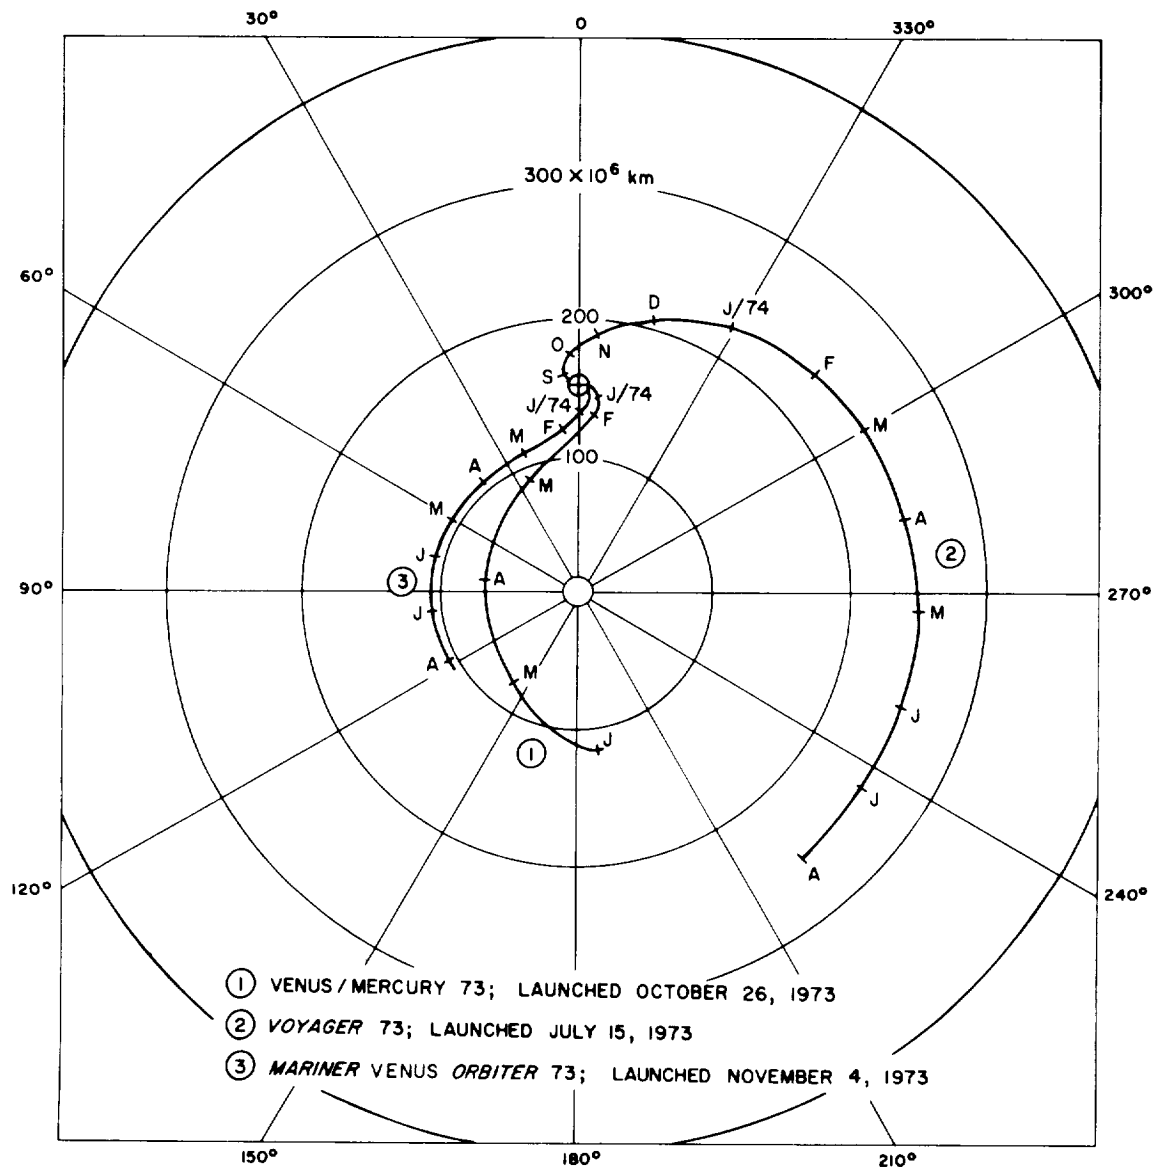 30°
0
330°
300 × 10⁶ km
60°
300°
D
200
J/74
O
N
S
F
J/74
J/74
F
F
M
M
A
100
M
M
A
J
2
3
A
90°
270°
J
M
A
M
J
J
1
J
A
120°
240°
1 VENUS/MERCURY 73; LAUNCHED OCTOBER 26, 1973
2 VOYAGER 73; LAUNCHED JULY 15, 1973
3 MARINER VENUS ORBITER 73; LAUNCHED NOVEMBER 4, 1973
150°
180°
210°